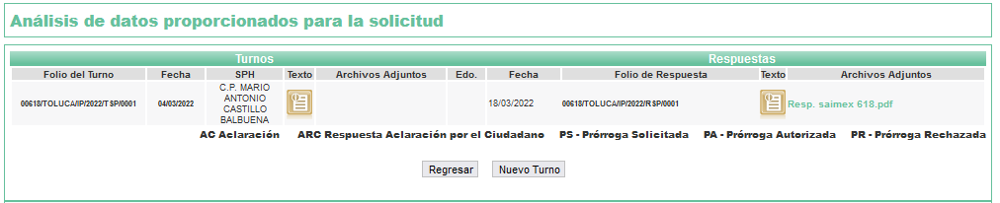 Análisis de datos proporcionados para la solicitud
Turnos Respuestas
Folio del Turno Fecha SPH Texto Archivos Adjuntos Edo. Fecha Folio de Respuesta Texto Archivos Adjuntos
00618/TOLUCA/IP/2022/TSP/0001 04/03/2022 C.P. MARIO ANTONIO CASTILLO BALBUENA 18/03/2022 00618/TOLUCA/IP/2022/RSP/0001 Resp. saimex 618.pdf
AC Aclaración ARC Respuesta Aclaración por el Ciudadano PS - Prórroga Solicitada PA - Prórroga Autorizada PR - Prórroga Rechazada
Regresar Nuevo Turno